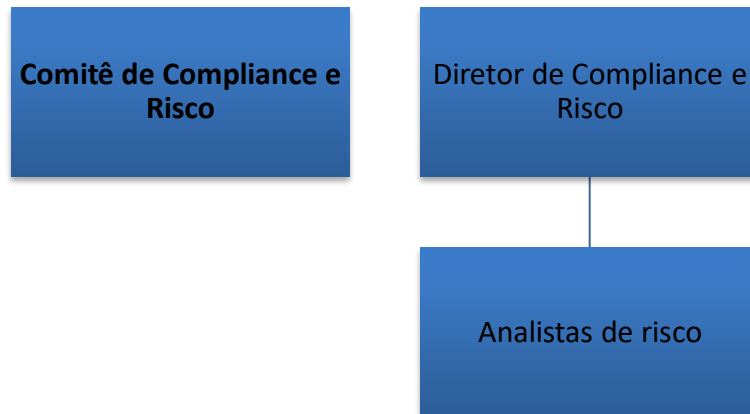 Comitê de Compliance e
Risco
Diretor de Compliance e
Risco
Analistas de risco